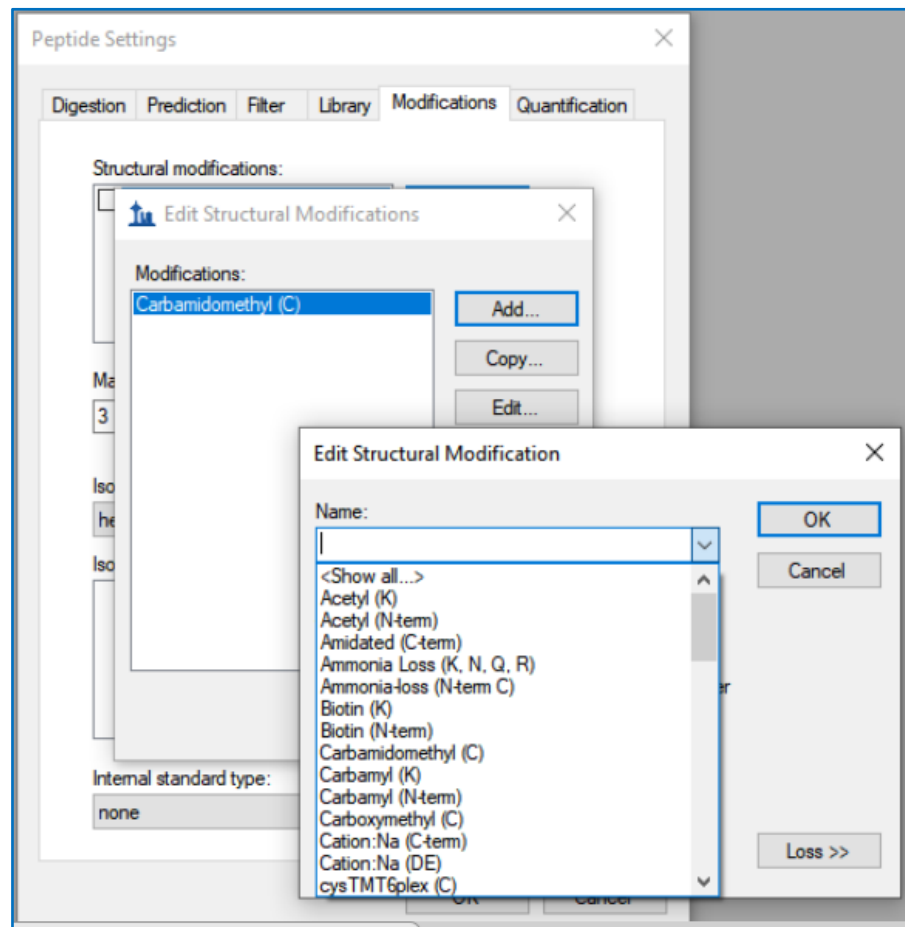 Peptide Settings
Digestion Prediction Filter Library Modifications Quantification
Structural modifications:
Edit Structural Modifications
Modifications:
Carbamidomethyl (C)
Add...
Copy...
Edit...
Ma
3
Iso
he
Iso
Edit Structural Modification
Name:
OK
Cancel
<Show all...>
Acetyl (K)
Acetyl (N-term)
Amidated (C-term)
Ammonia Loss (K, N, Q, R)
Ammonia-loss (N-term C)
Biotin (K)
Biotin (N-term)
Carbamidomethyl (C)
Carbamyl (K)
Carbamyl (N-term)
Carboxymethyl (C)
Cation:Na (C-term)
Cation:Na (DE)
cysTMT6plex (C)
er
Loss >>
Internal standard type:
none
OK
Cancel